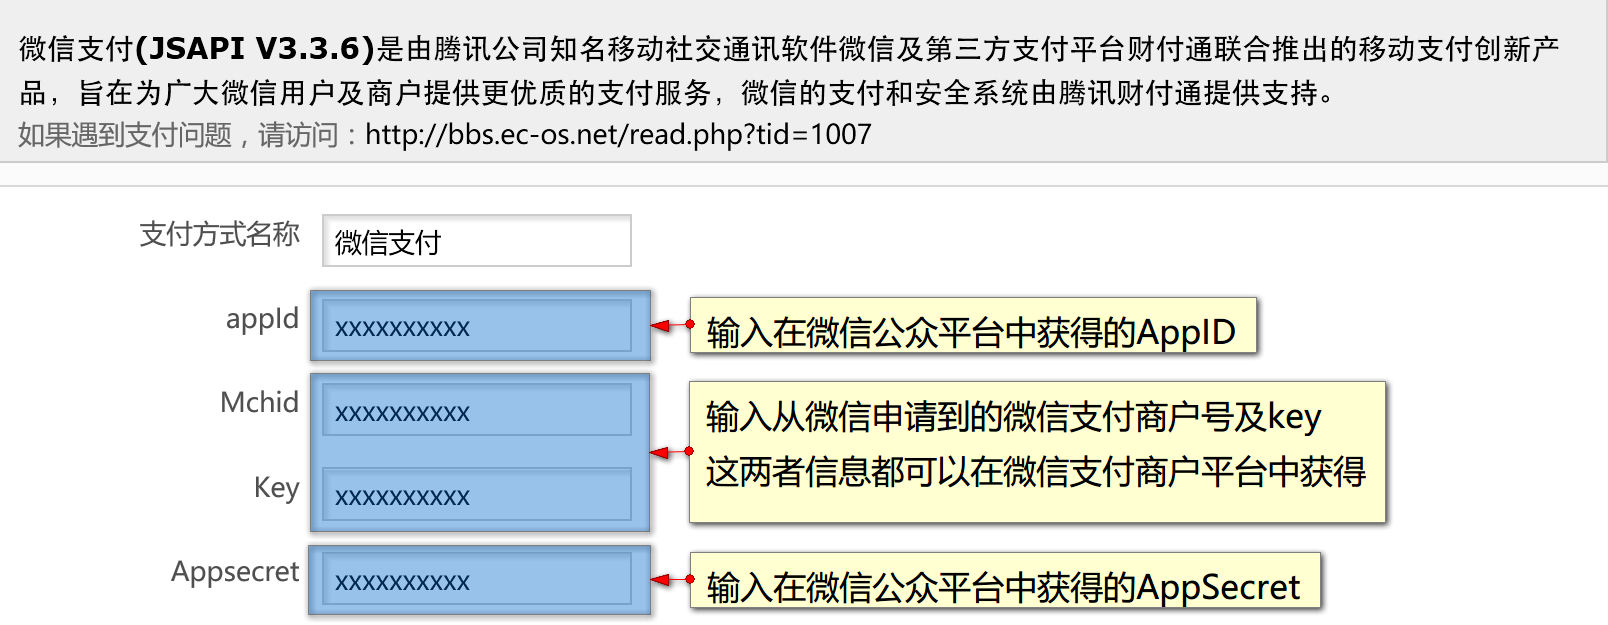 微信支付(JSAPI V3.3.6)是由腾讯公司知名移动社交通讯软件微信及第三方支付平台财付通联合推出的移动支付创新产
品，旨在为广大微信用户及商户提供更优质的支付服务，微信的支付和安全系统由腾讯财付通提供支持。
如果遇到支付问题，请访问：http://bbs.ec-os.net/read.php?tid=1007
支付方式名称 微信支付
appId xxxxxxxxxx 输入在微信公众平台中获得的AppID
Mchid xxxxxxxxxx 输入从微信申请到的微信支付商户号及key
这两者信息都可以在微信支付商户平台中获得
Key xxxxxxxxxx
Appsecret xxxxxxxxxx 输入在微信公众平台中获得的AppSecret